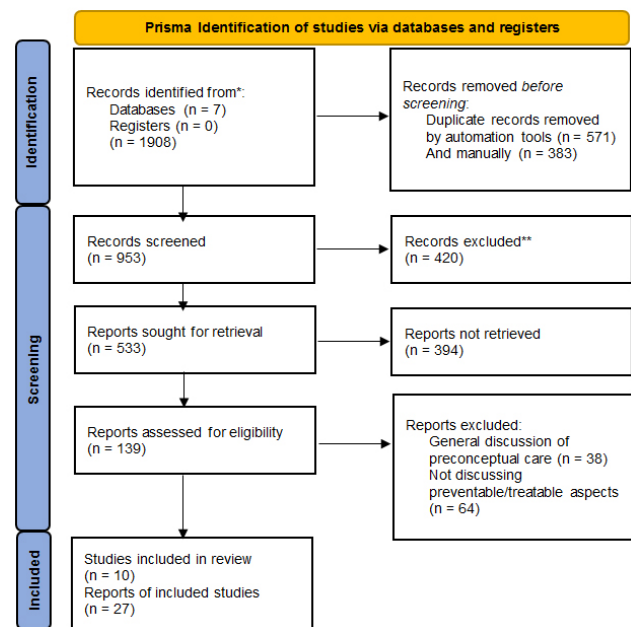 Prisma Identification of studies via databases and registers
Identification
Records identified from*:
Databases (n = 7)
Registers (n = 0)
(n = 1908)
Records removed before
screening:
Duplicate records removed
by automation tools (n = 571)
And manually (n = 383)
Screening
Records screened
(n = 953)
Records excluded**
(n = 420)
Reports sought for retrieval
(n = 533)
Reports not retrieved
(n = 394)
Reports assessed for eligibility
(n = 139)
Reports excluded:
General discussion of
preconceptual care (n = 38)
Not discussing
preventable/treatable aspects
(n = 64)
Included
Studies included in review
(n = 10)
Reports of included studies
(n = 27)